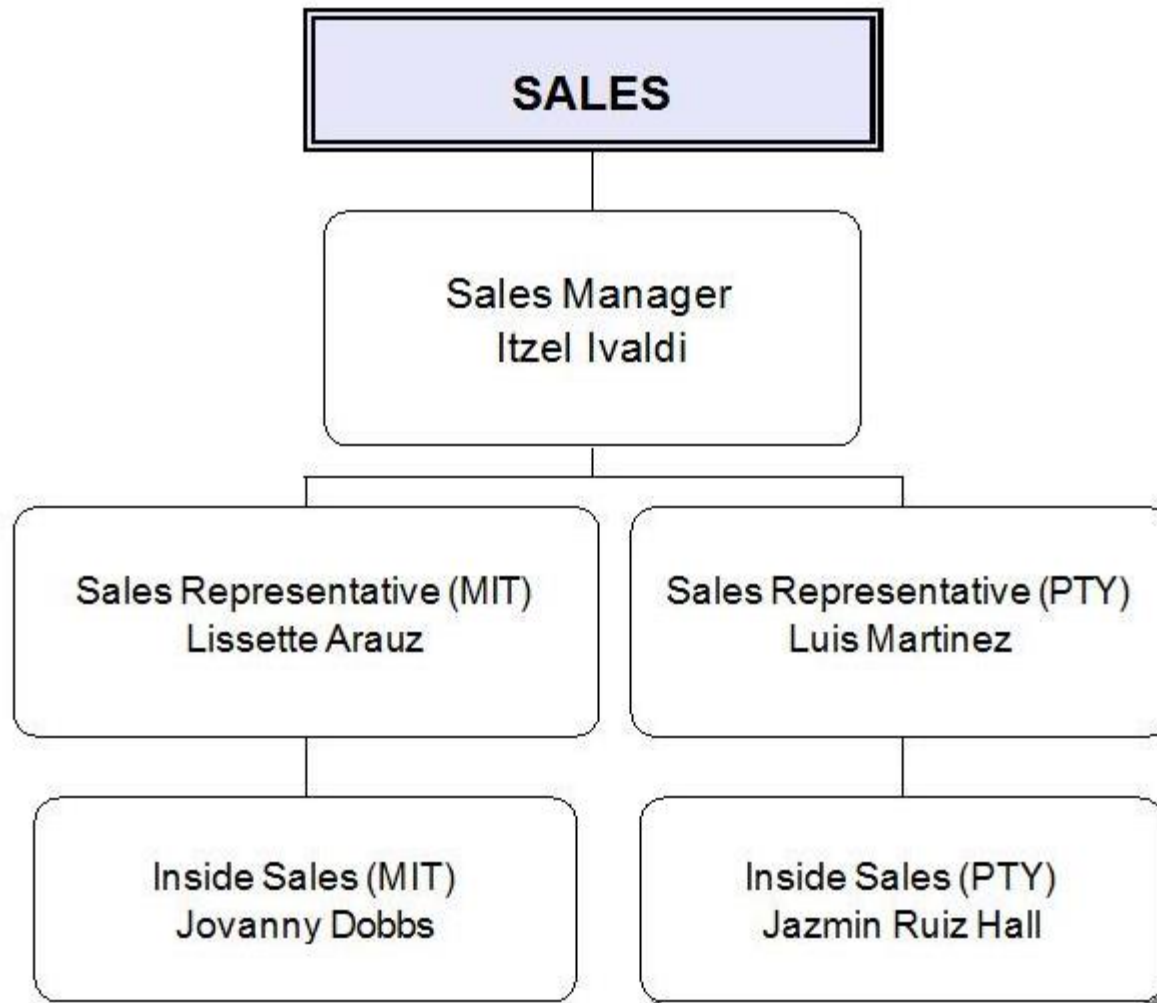 SALES
Sales Manager
Itzel Ivaldi
Sales Representative (MIT)
Lissette Arauz
Sales Representative (PTY)
Luis Martinez
Inside Sales (MIT)
Jovanny Dobbs
Inside Sales (PTY)
Jazmin Ruiz Hall